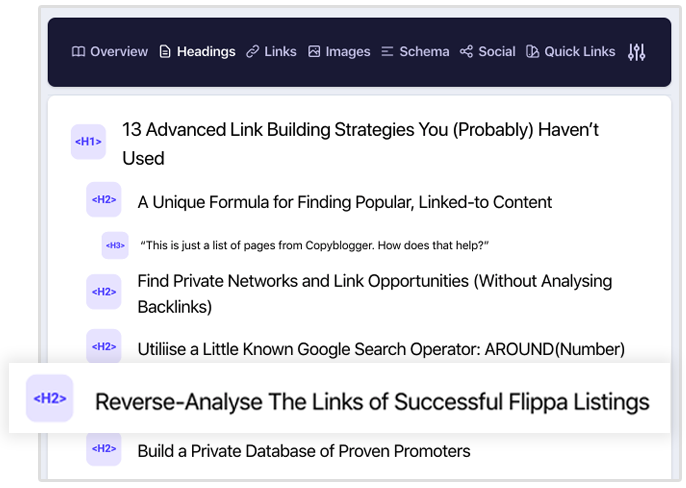 Overview Headings Links Images Schema Social Quick Links
<H1> 13 Advanced Link Building Strategies You (Probably) Haven’t
Used
<H2> A Unique Formula for Finding Popular, Linked-to Content
<H3> “This is just a list of pages from Copyblogger. How does that help?”
<H2> Find Private Networks and Link Opportunities (Without Analysing
Backlinks)
<H2> Utiliise a Little Known Google Search Operator: AROUND(Number)
<H2> Reverse-Analyse The Links of Successful Flippa Listings
<H2> Build a Private Database of Proven Promoters